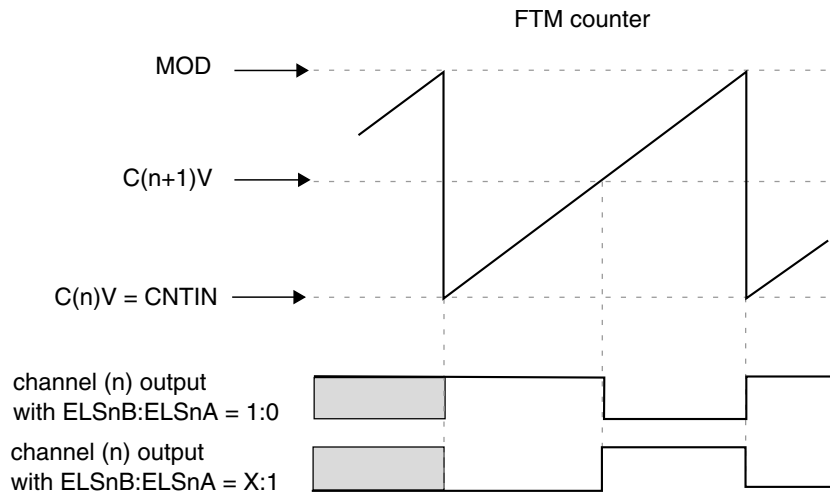 FTM counter
MOD
C(n+1)V
C(n)V = CNTIN
channel (n) output
with ELSnB:ELSnA = 1:0
channel (n) output
with ELSnB:ELSnA = X:1